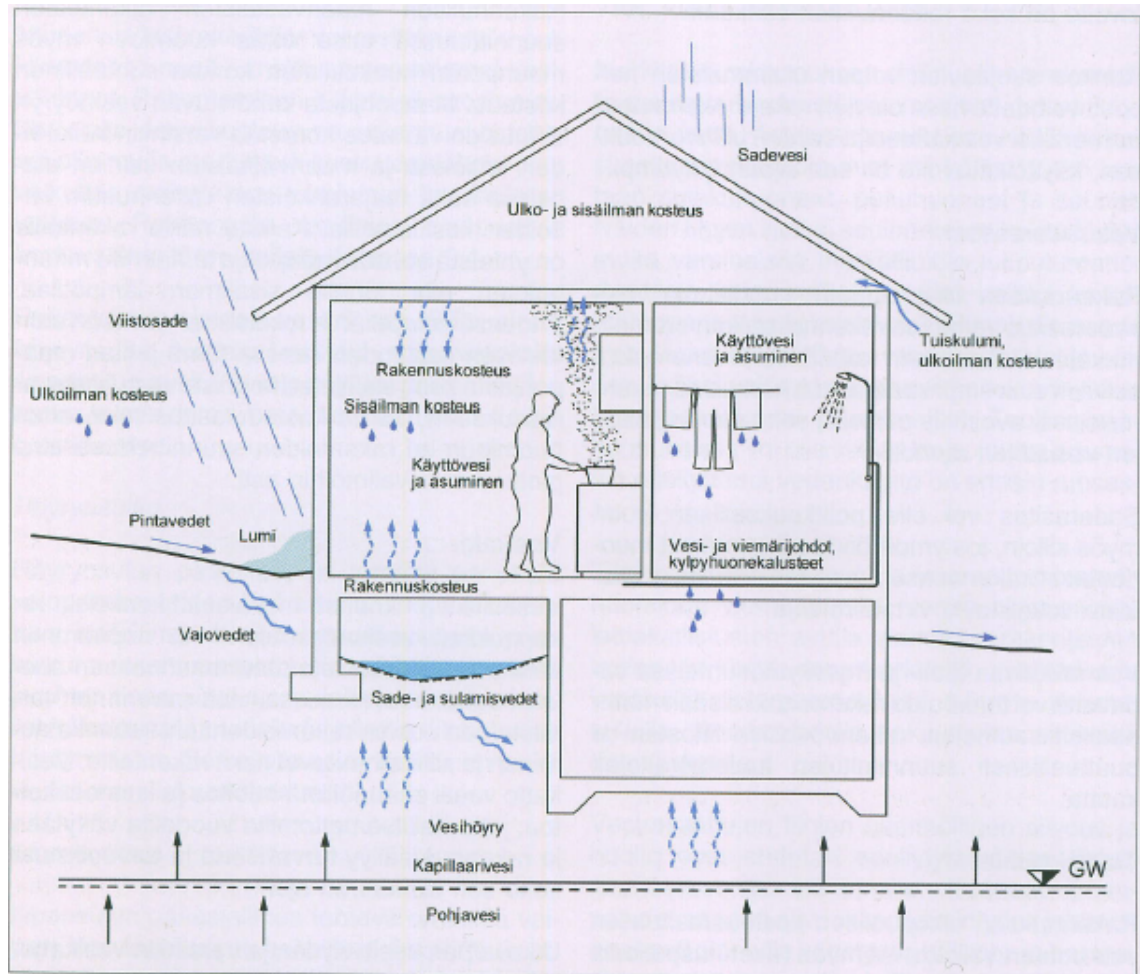 Sadevesi
Ulko- ja sisäilman kosteus
Viistosade
Rakennuskosteus
Käyttövesi
ja asuminen
Tuiskulumi,
ulkoilman kosteus
Ulkoilman kosteus
Sisäilman kosteus
Käyttövesi
ja asuminen
Pintavedet
Lumi
Vesi- ja viemärijohdot,
kylpyhuonekalusteet
Rakennuskosteus
Vajovedet
Sade- ja sulamisvedet
Vesihöyry
Kapillaarivesi
GW
Pohjavesi